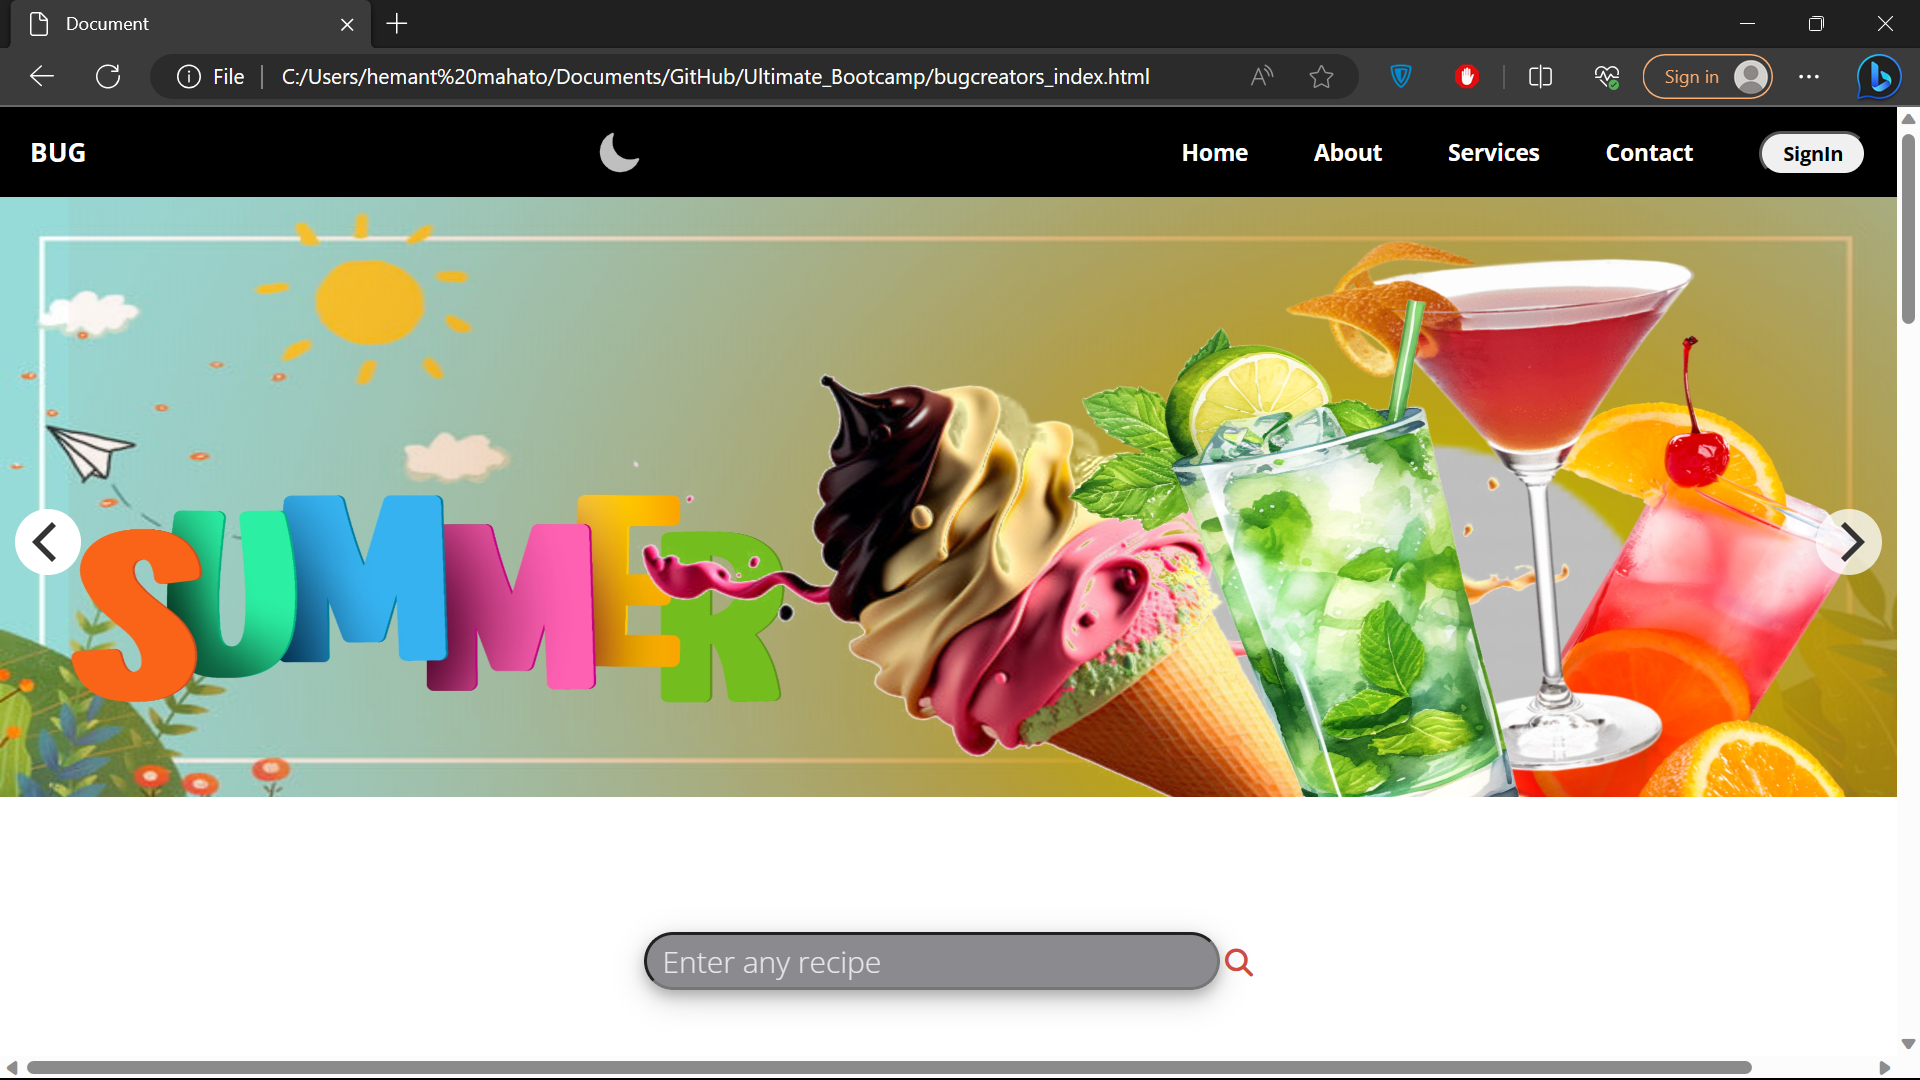 Document
File
C:/Users/hemant%20mahato/Documents/GitHub/Ultimate_Bootcamp/bugcreators_index.html
Sign in
BUG
Home
About
Services
Contact
SignIn
SUMMER
Enter any recipe